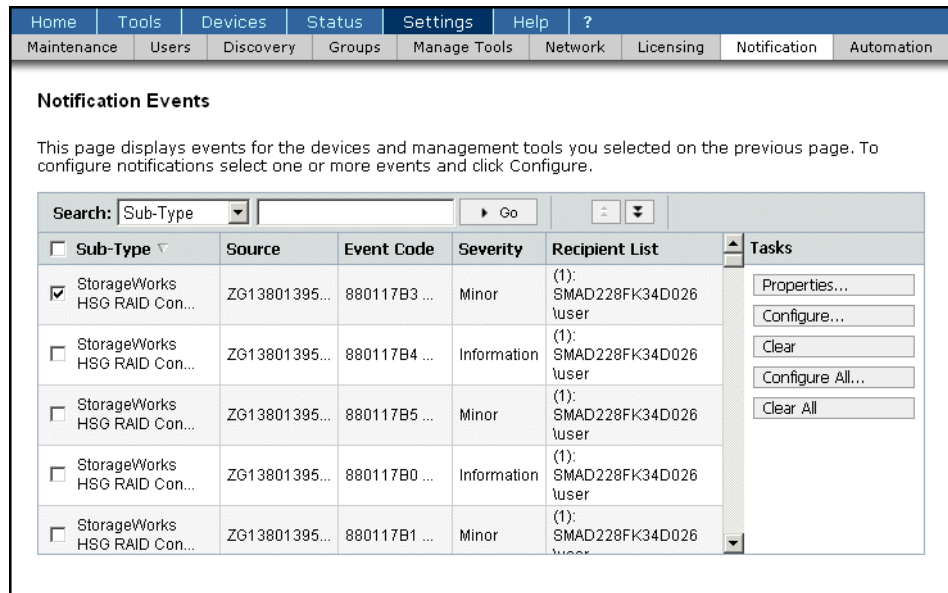 Home Tools Devices Status Settings Help ?
Maintenance Users Discovery Groups Manage Tools Network Licensing Notification Automation
Notification Events
This page displays events for the devices and management tools you selected on the previous page. To
configure notifications select one or more events and click Configure.
Search: Sub-Type Go
Sub-Type Source Event Code Severity Recipient List Tasks
StorageWorks
HSG RAID Con... ZG13801395... 880117B3 ... Minor (1):
SMAD228FK34D026
\user
StorageWorks
HSG RAID Con... ZG13801395... 880117B4 ... Information (1):
SMAD228FK34D026
\user
StorageWorks
HSG RAID Con... ZG13801395... 880117B5 ... Minor (1):
SMAD228FK34D026
\user
StorageWorks
HSG RAID Con... ZG13801395... 880117B0 ... Information (1):
SMAD228FK34D026
\user
StorageWorks
HSG RAID Con... ZG13801395... 880117B1 ... Minor (1):
SMAD228FK34D026
Properties...
Configure...
Clear
Configure All...
Clear All